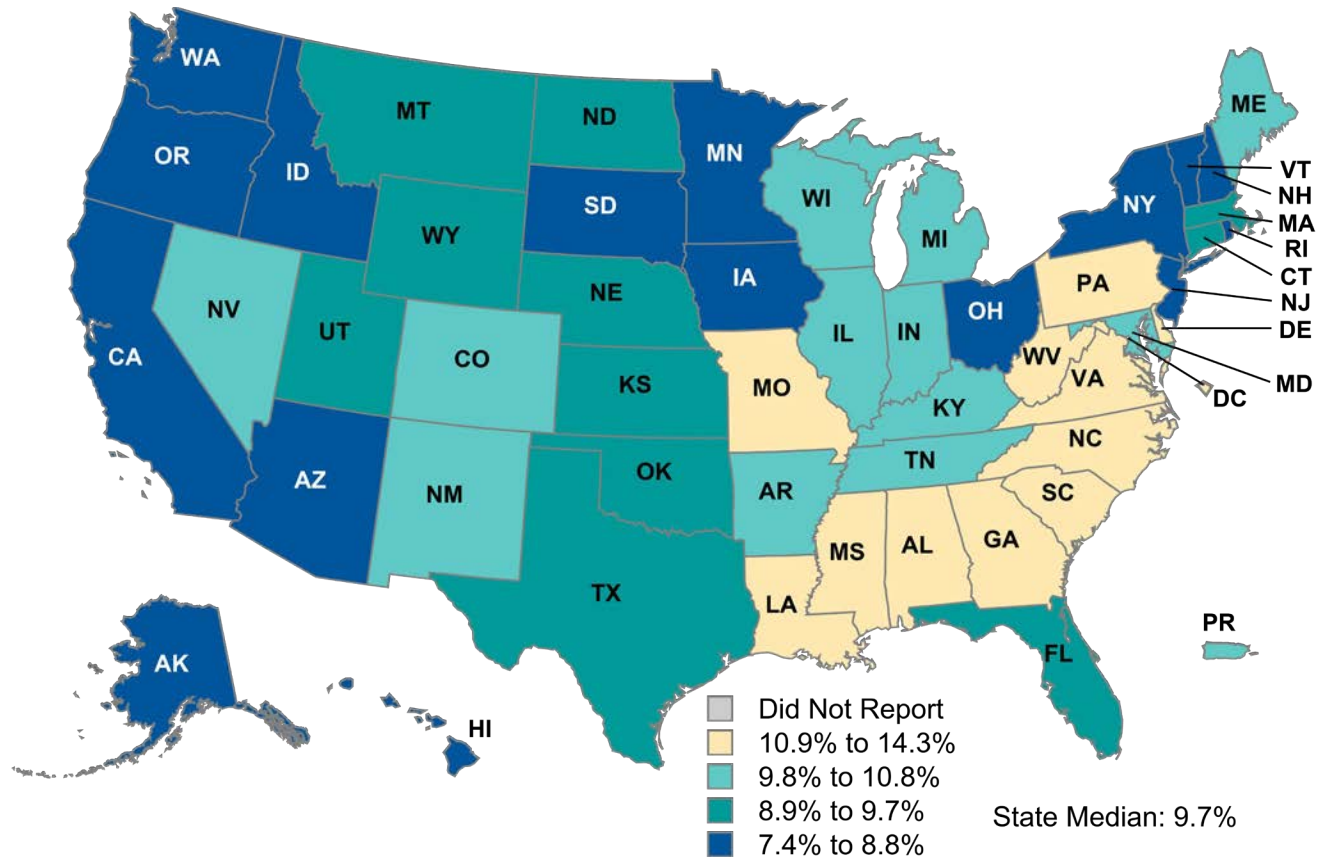 WA
MT
ND
MN
ME
OR
ID
SD
WI
MI
NY
VT
NH
MA
RI
CT
NJ
DE
MD
DC
WY
IA
NE
PA
NV
UT
CO
IL
IN
OH
WV
VA
CA
KS
MO
KY
NC
AZ
NM
OK
AR
TN
SC
TX
MS
AL
GA
LA
FL
PR
AK
HI
Did Not Report
10.9% to 14.3%
9.8% to 10.8%
8.9% to 9.7%
7.4% to 8.8%
State Median: 9.7%